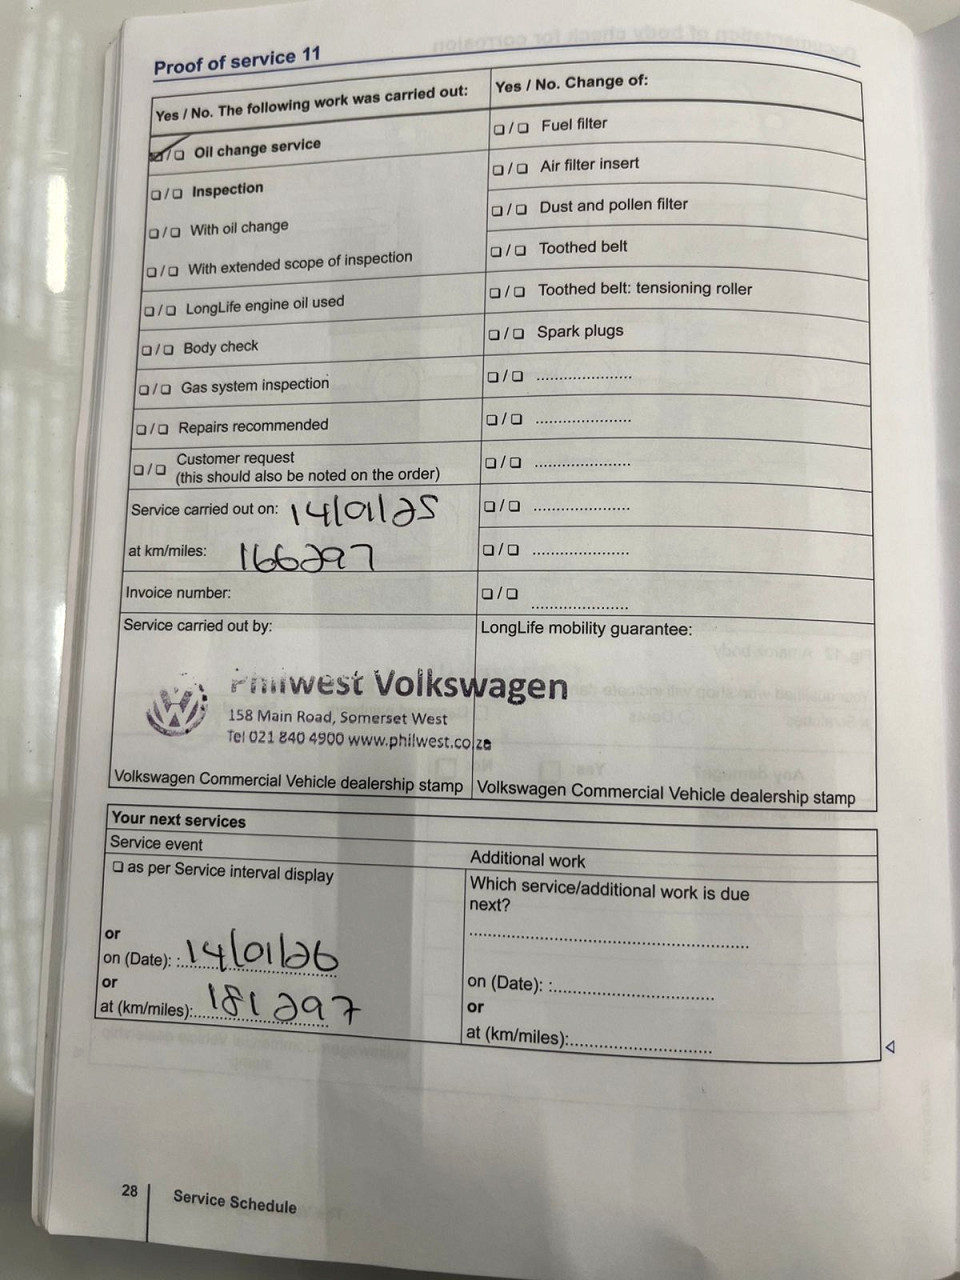 Proof of service 11
Yes / No. The following work was carried out:
☑/❏ Oil change service
❏/❏ Inspection
❏/❏ With oil change
❏/❏ With extended scope of inspection
❏/❏ LongLife engine oil used
❏/❏ Body check
❏/❏ Gas system inspection
❏/❏ Repairs recommended
❏/❏ Customer request
(this should also be noted on the order)
Service carried out on: 14/01/25
at km/miles: 166297
Invoice number:
Service carried out by:
Philwest Volkswagen
158 Main Road, Somerset West
Tel 021 840 4900 www.philwest.co.za
Volkswagen Commercial Vehicle dealership stamp
Yes / No. Change of:
❏/❏ Fuel filter
❏/❏ Air filter insert
❏/❏ Dust and pollen filter
❏/❏ Toothed belt
❏/❏ Toothed belt: tensioning roller
❏/❏ Spark plugs
❏/❏ ......................
❏/❏ ......................
❏/❏ ......................
❏/❏ ......................
❏/❏ ......................
❏/❏ ......................
LongLife mobility guarantee:
Volkswagen Commercial Vehicle dealership stamp
Your next services
Service event
❏ as per Service interval display
or
on (Date): :14/01/26
or
at (km/miles): 181297
Additional work
Which service/additional work is due
next?
on (Date): :
or
at (km/miles):
28
Service Schedule